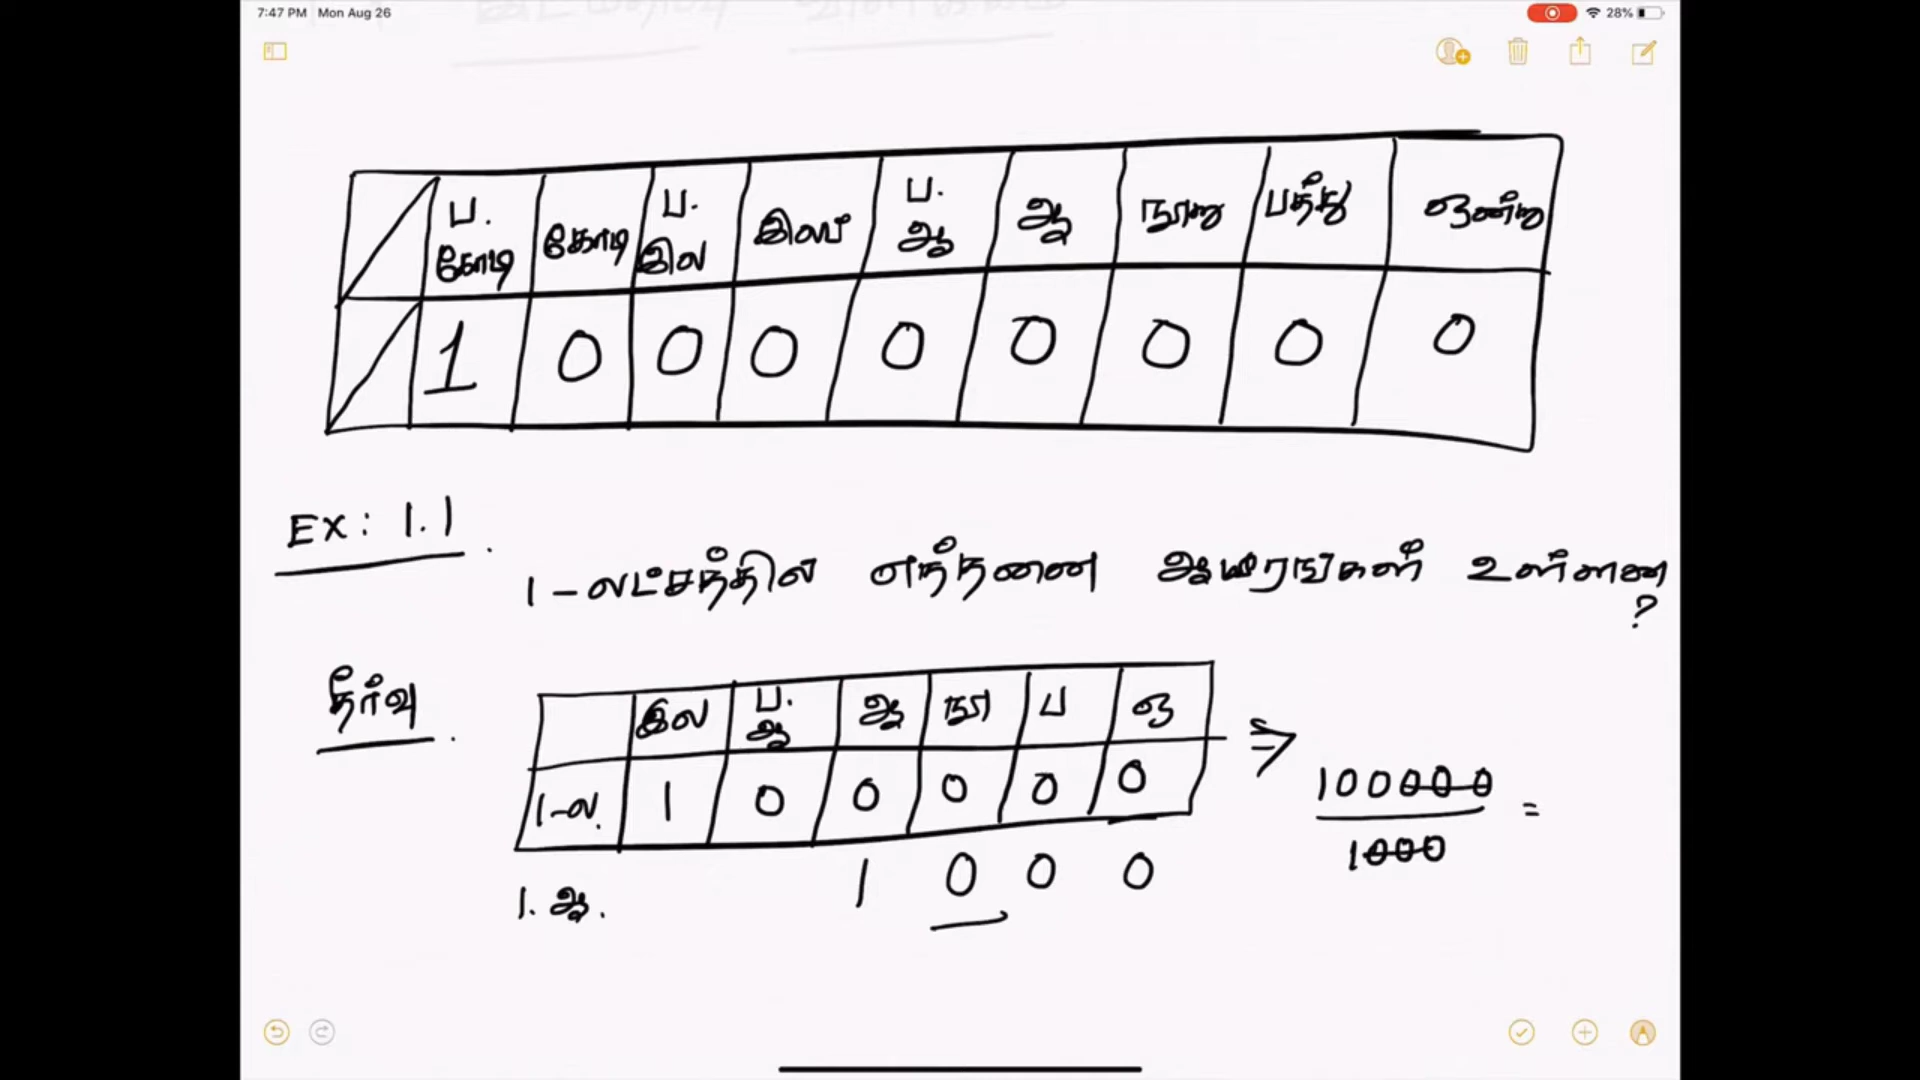 7:47 PM Mon Aug 26
28%
ப. கோடி கோடி ப. இல இலட் ப. ஆ ஆ நூறு பத்து ஒன்று
1 0 0 0 0 0 0 0 0
EX: 1.1
1 - லட்சத்தில் எத்தனை ஆயிரங்கள் உள்ளன ?
தீர்வு
இல ப. ஆ ஆ நூ ப ஒ
1-ல. 1 0 0 0 0 0
1. ஆ. 1 0 0 0
⇒ 100000
1000 =